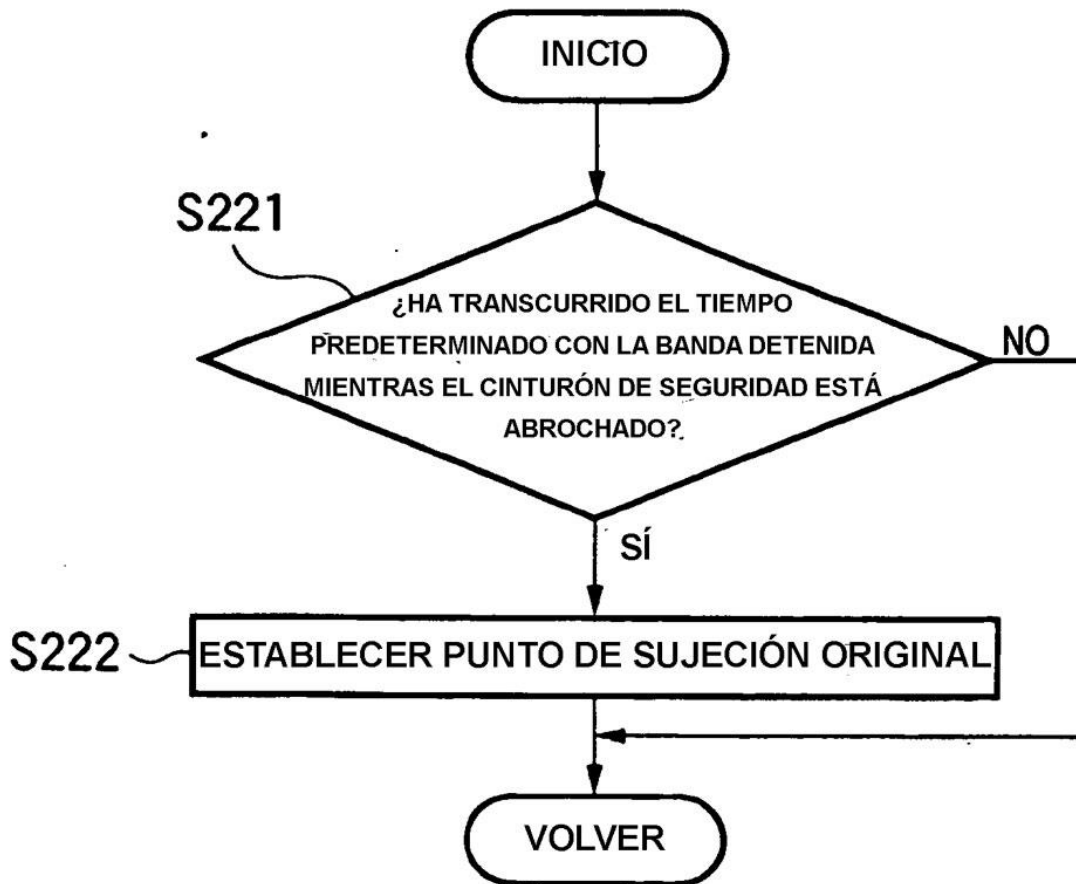 INICIO
S221
¿HA TRANSCURRIDO EL TIEMPO
PREDETERMINADO CON LA BANDA DETENIDA
MIENTRAS EL CINTURÓN DE SEGURIDAD ESTÁ
ABROCHADO?
NO
SÍ
S222
ESTABLECER PUNTO DE SUJECIÓN ORIGINAL
VOLVER